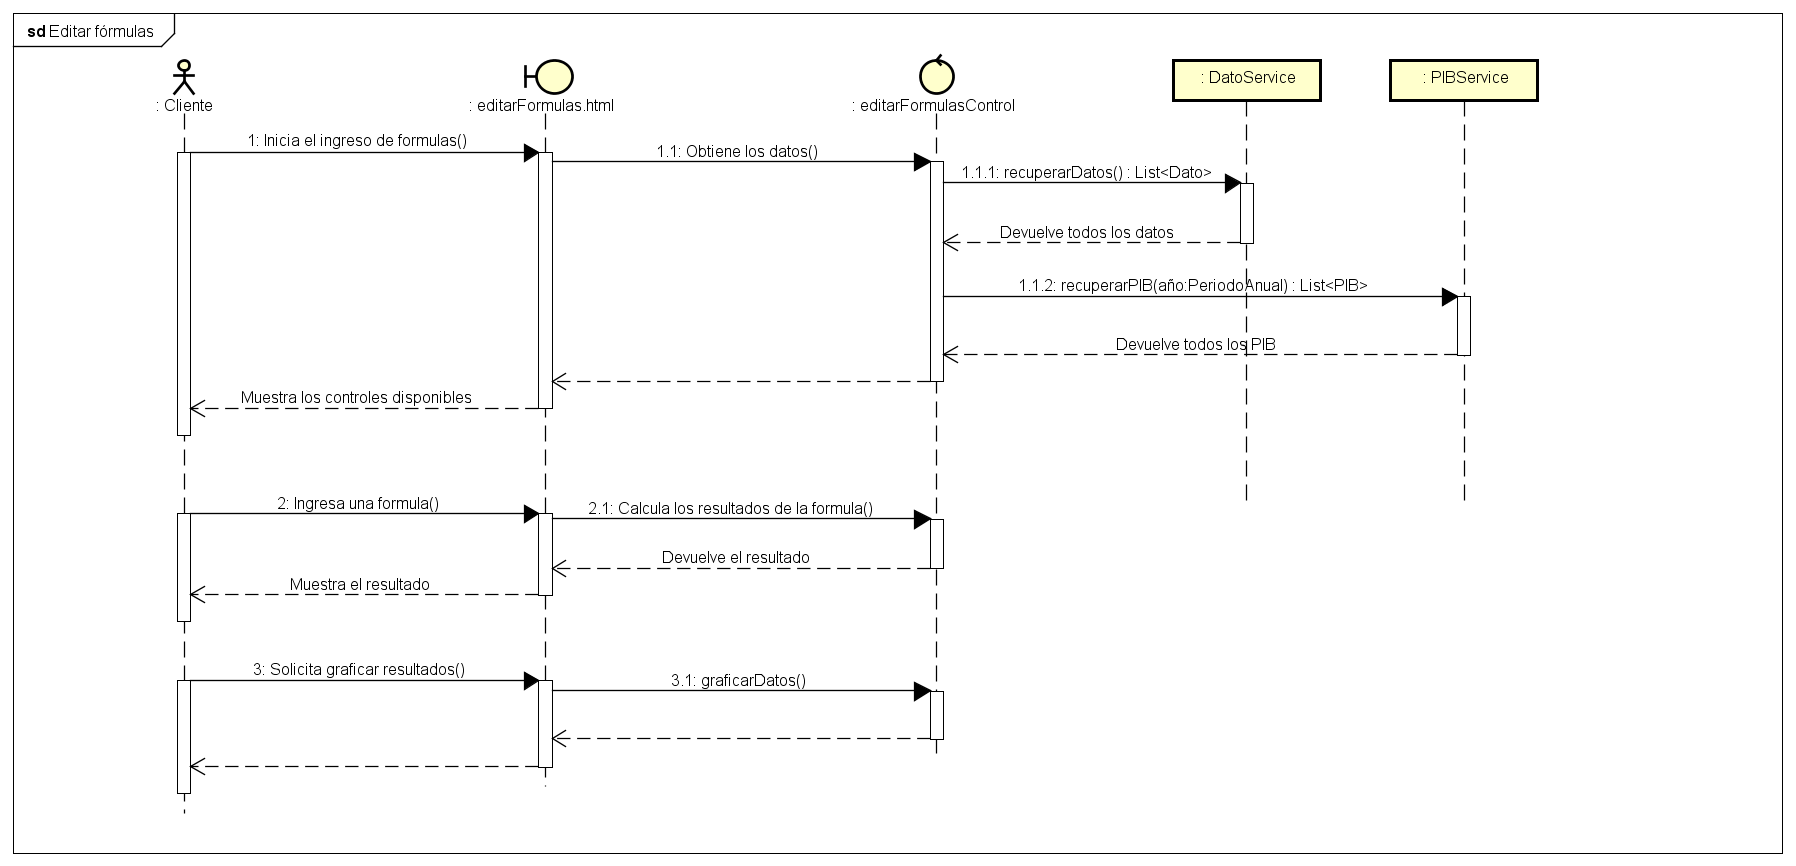 sd Editar fórmulas
: Cliente
: editarFormulas.html
: editarFormulasControl
: DatoService
: PIBService
1: Inicia el ingreso de formulas()
1.1: Obtiene los datos()
1.1.1: recuperarDatos() : List<Dato>
Devuelve todos los datos
1.1.2: recuperarPIB(año:PeriodoAnual) : List<PIB>
Devuelve todos los PIB
Muestra los controles disponibles
2: Ingresa una formula()
2.1: Calcula los resultados de la formula()
Devuelve el resultado
Muestra el resultado
3: Solicita graficar resultados()
3.1: graficarDatos()